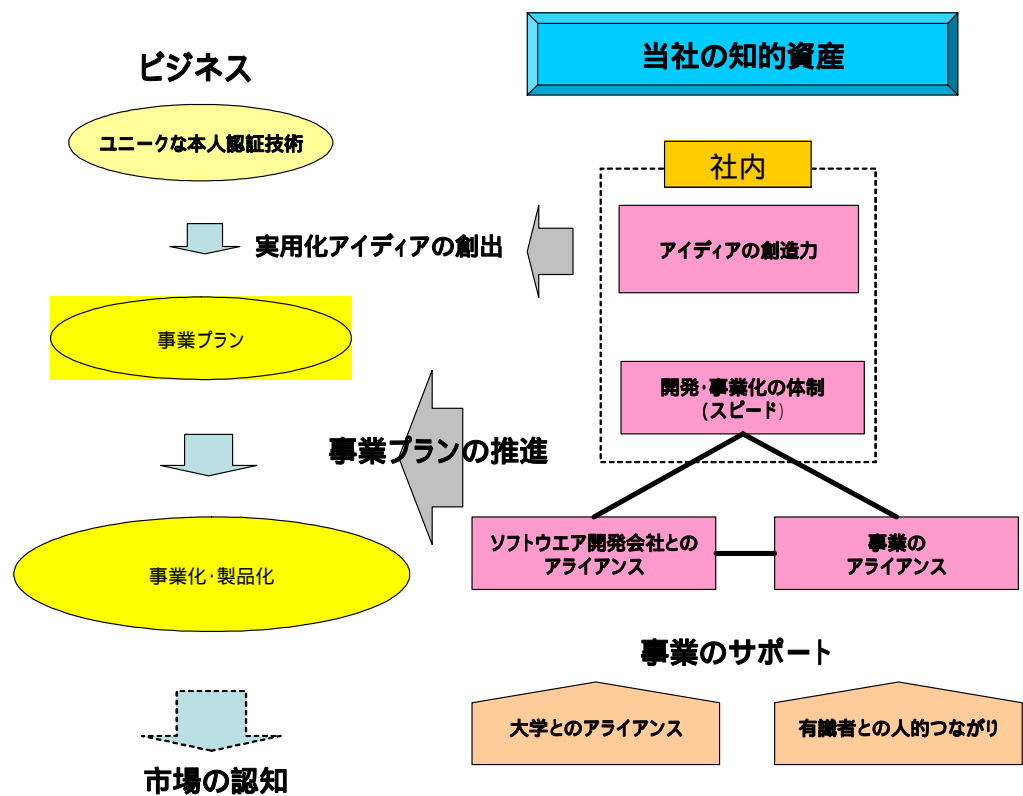 ビジネス
当社の知的資産
ユニークな本人認証技術
社内
実用化アイディアの創出
アイディアの創造力
事業プラン
開発・事業化の体制
(スピード)
事業プランの推進
ソフトウエア開発会社との
アライアンス
事業の
アライアンス
事業化・製品化
事業のサポート
大学とのアライアンス
有識者との人的つながり
市場の認知